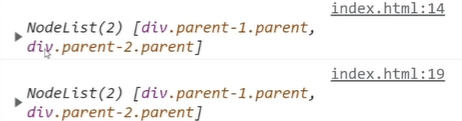 index.html:14
NodeList(2) [div.parent-1.parent,
div.parent-2.parent]
index.html:19
NodeList(2) [div.parent-1.parent,
div.parent-2.parent]